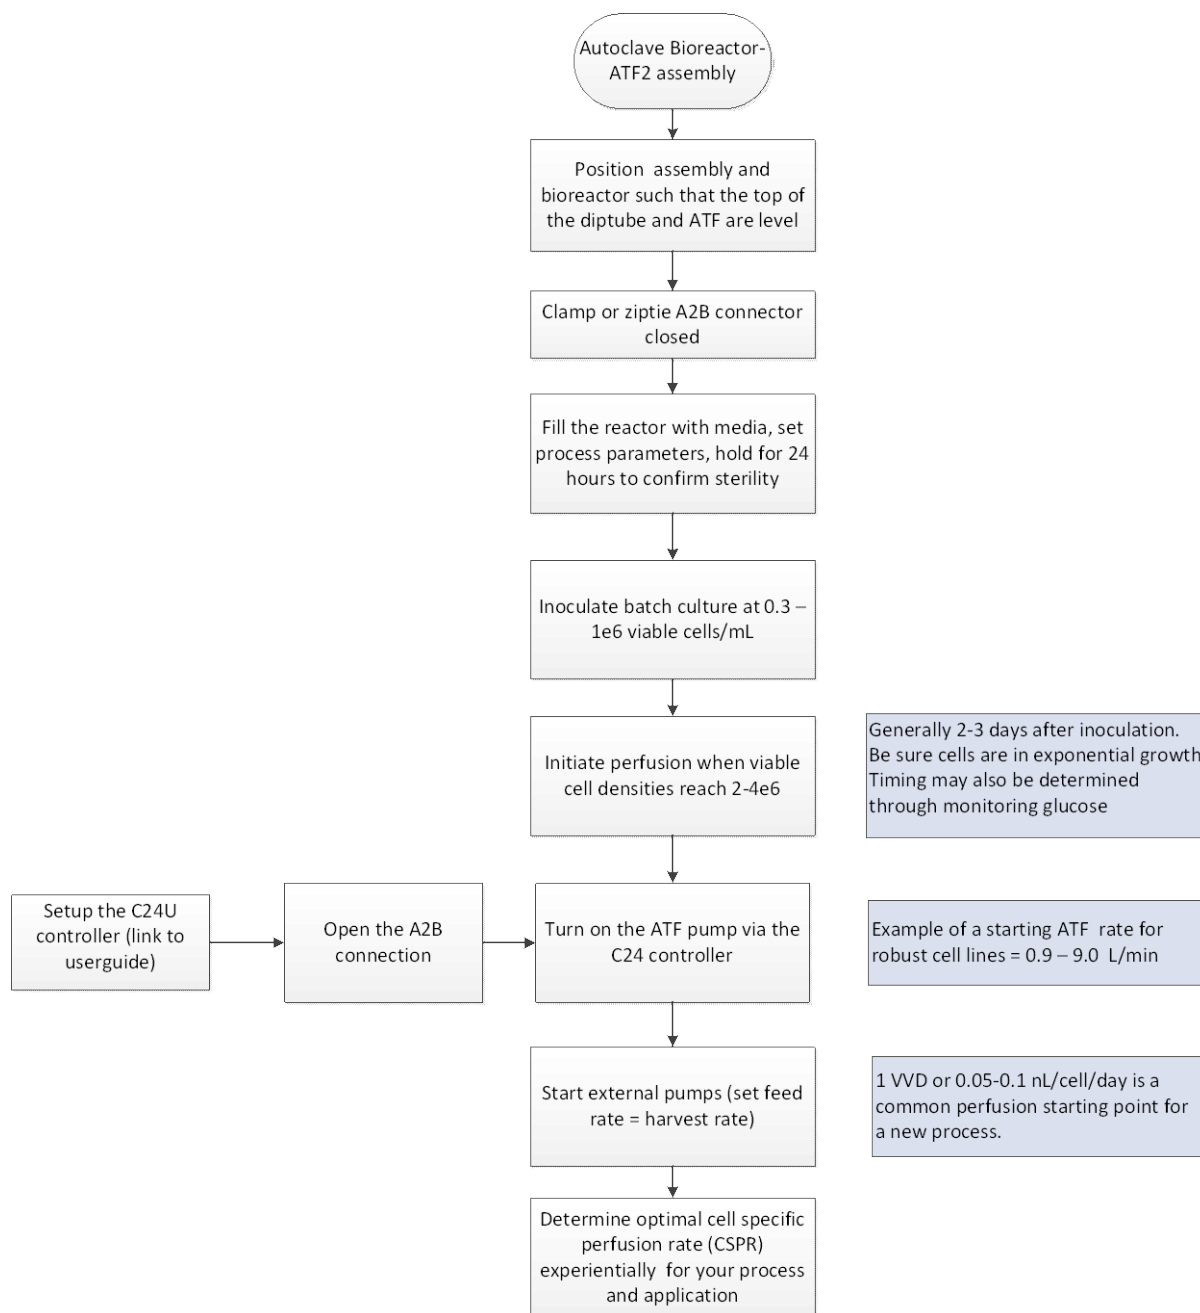 Autoclave Bioreactor-
ATF2 assembly
Position assembly and
bioreactor such that the top of
the diptube and ATF are level
Clamp or ziptie A2B connector
closed
Fill the reactor with media, set
process parameters, hold for 24
hours to confirm sterility
Inoculate batch culture at 0.3 –
1e6 viable cells/mL
Initiate perfusion when viable
cell densities reach 2-4e6
Generally 2-3 days after inoculation.
Be sure cells are in exponential growth
Timing may also be determined
through monitoring glucose
Setup the C24U
controller (link to
userguide)
Open the A2B
connection
Turn on the ATF pump via the
C24 controller
Example of a starting ATF rate for
robust cell lines = 0.9 – 9.0 L/min
Start external pumps (set feed
rate = harvest rate)
1 VVD or 0.05-0.1 nL/cell/day is a
common perfusion starting point for
a new process.
Determine optimal cell specific
perfusion rate (CSPR)
experientially for your process
and application